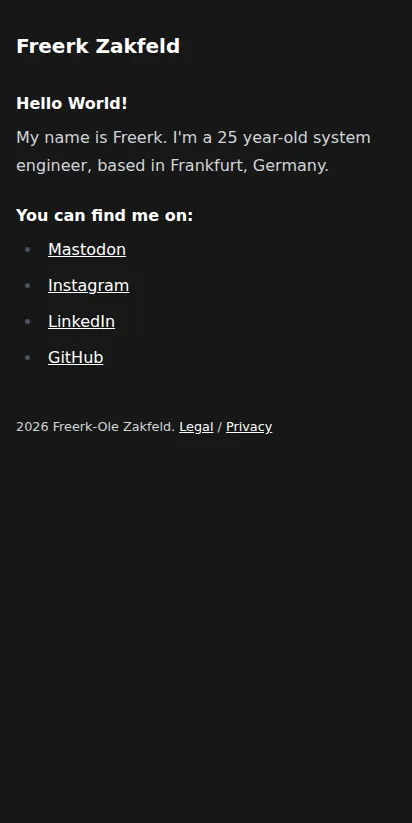 Freerk Zakfeld
Hello World!
My name is Freerk. I'm a 25 year-old system
engineer, based in Frankfurt, Germany.
You can find me on:
Mastodon
Instagram
LinkedIn
GitHub
2026 Freerk-Ole Zakfeld. Legal / Privacy